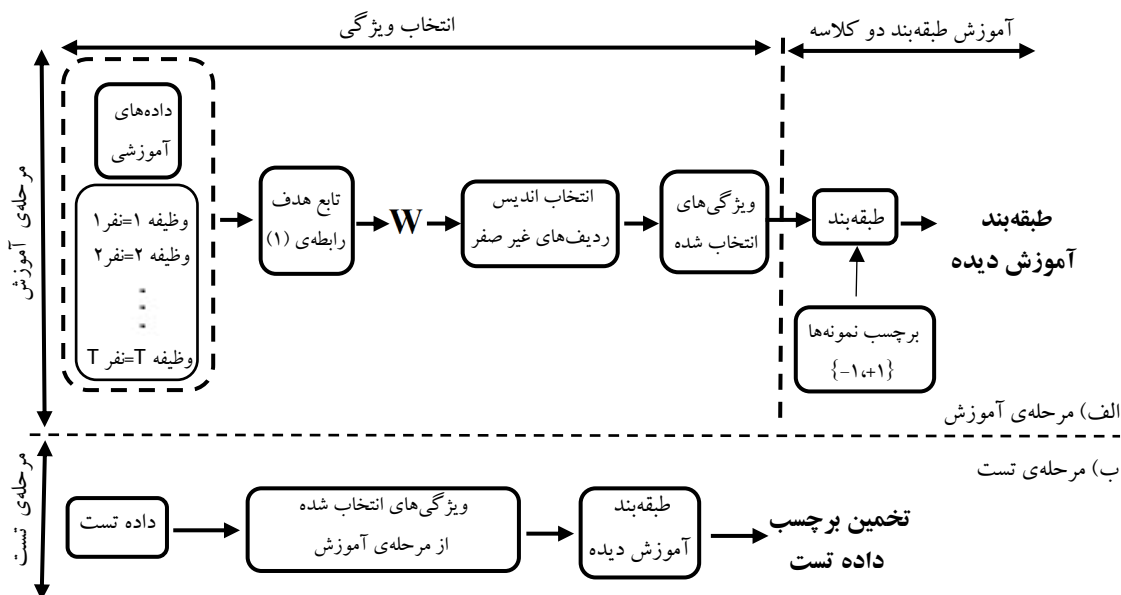 انتخاب ویژگی
آموزش طبقه‌بند دو کلاسه
مرحله‌ی آموزش
داده‌های
آموزشی
وظیفه ۱=نفر۱
وظیفه ۲=نفر۲
وظیفه T=نفر T
تابع هدف
رابطه‌ی (۱)
W
انتخاب اندیس
ردیف‌های غیر صفر
ویژگی‌های
انتخاب شده
طبقه‌بند
طبقه‌بند
آموزش دیده
برچسب نمونه‌ها
{-۱،+۱}
الف) مرحله‌ی آموزش
ب) مرحله‌ی تست
مرحله‌ی تست
داده تست
ویژگی‌های انتخاب شده
از مرحله‌ی آموزش
طبقه‌بند
آموزش دیده
تخمین برچسب
داده تست